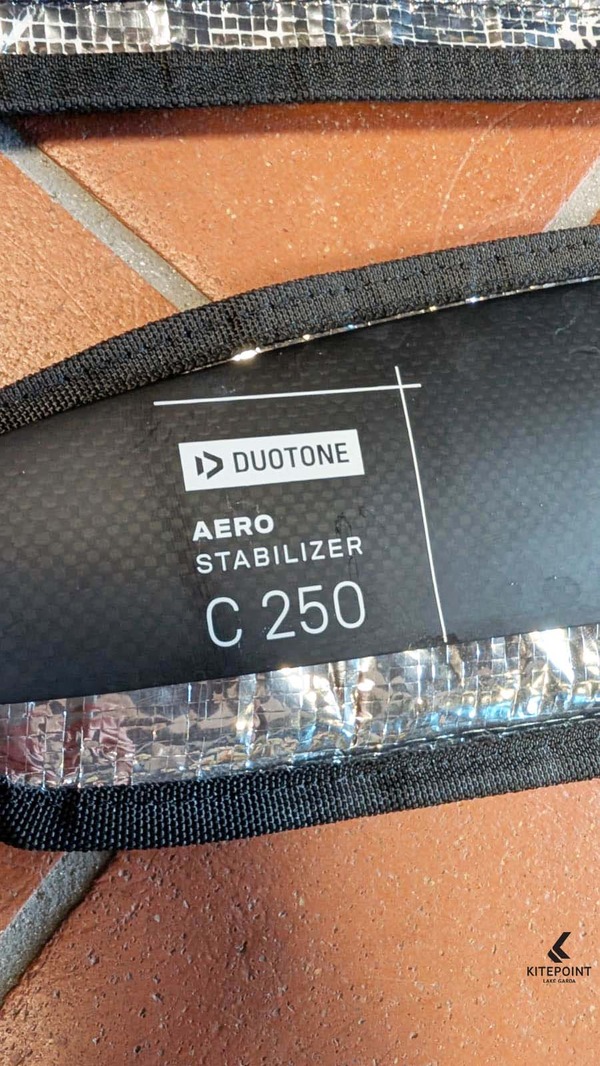 DUOTONE
AERO
STABILIZER
C 250
KITEPOINT
LAKE GARDA